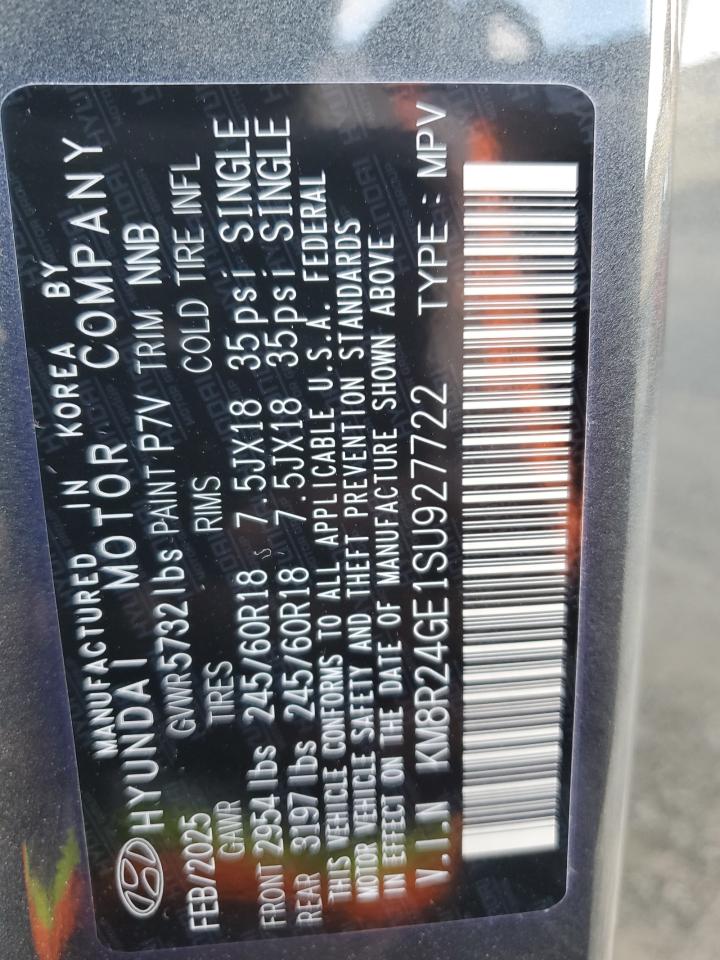 MANUFACTURED IN KOREA BY
HYUNDAI MOTOR COMPANY
FEB/2025 GVWR5732lbs PAINT P7V TRIM NNB
GAWR TIRES RIMS COLD TIRE INFL
FRONT 2954lbs 245/60R18 7.5JX18 35psi SINGLE
REAR 3197lbs 245/60R18 7.5JX18 35psi SINGLE
THIS VEHICLE CONFORMS TO ALL APPLICABLE U.S.A. FEDERAL
MOTOR VEHICLE SAFETY AND THEFT PREVENTION STANDARDS
IN EFFECT ON THE DATE OF MANUFACTURE SHOWN ABOVE
V.I.N KM8R24GE1SU927722 TYPE : MPV